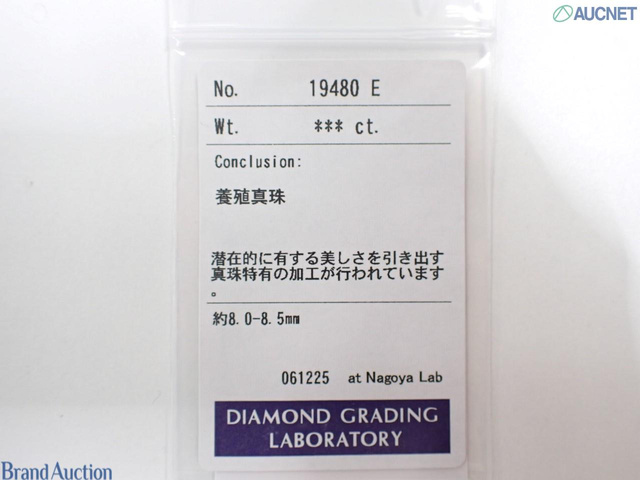 AUCNET
No. 19480 E
Wt. *** ct.
Conclusion:
養殖真珠
潜在的に有する美しさを引き出す
真珠特有の加工が行われています
。
約8.0-8.5mm
061225 at Nagoya Lab
DIAMOND GRADING
LABORATORY
Brand Auction